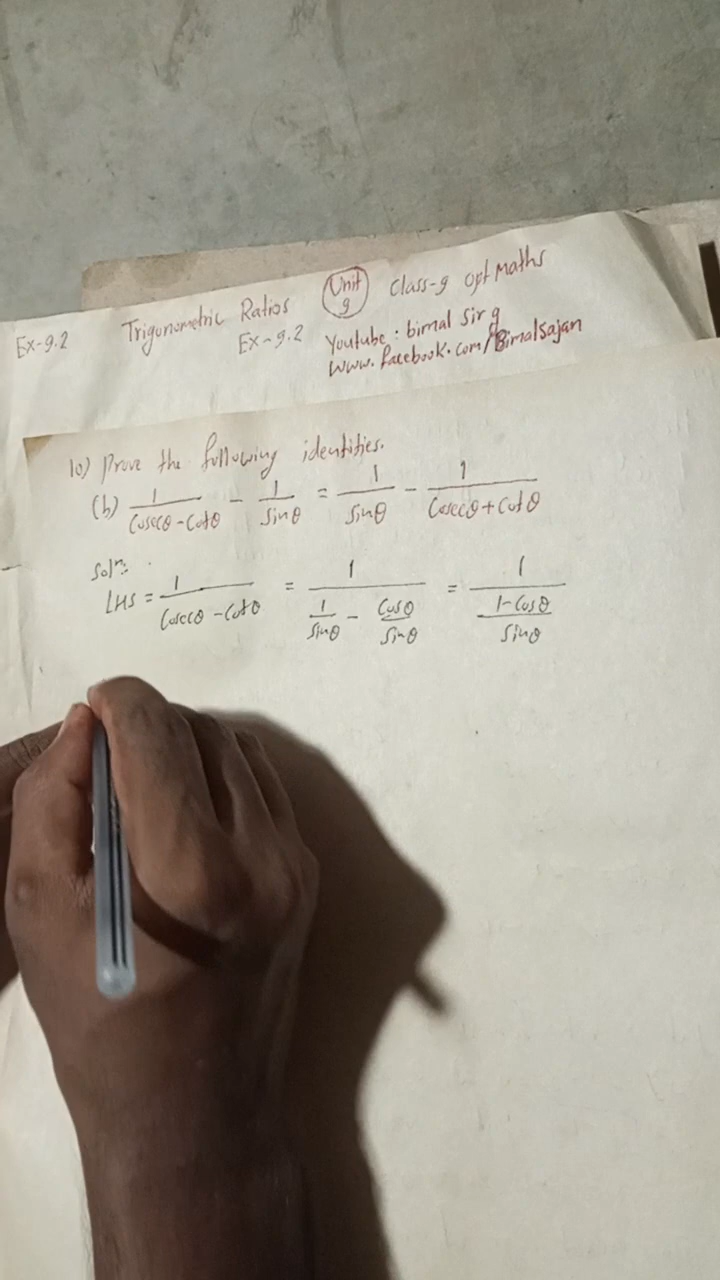 Ex-9.2 Trigonometric Ratios Unit 9 Class-9 opt maths
Ex-9.2 Youtube : bimal sir g
www.facebook.com/Bimalsajan
10) Prove the following identities.
(h) 1/(Cosecθ - Cotθ) - 1/Sinθ = 1/Sinθ - 1/(Cosecθ + Cotθ)
Solⁿ:
LHS = 1/(Cosecθ - Cotθ) = 1/(1/Sinθ - Cosθ/Sinθ) = 1/((1-Cosθ)/Sinθ)